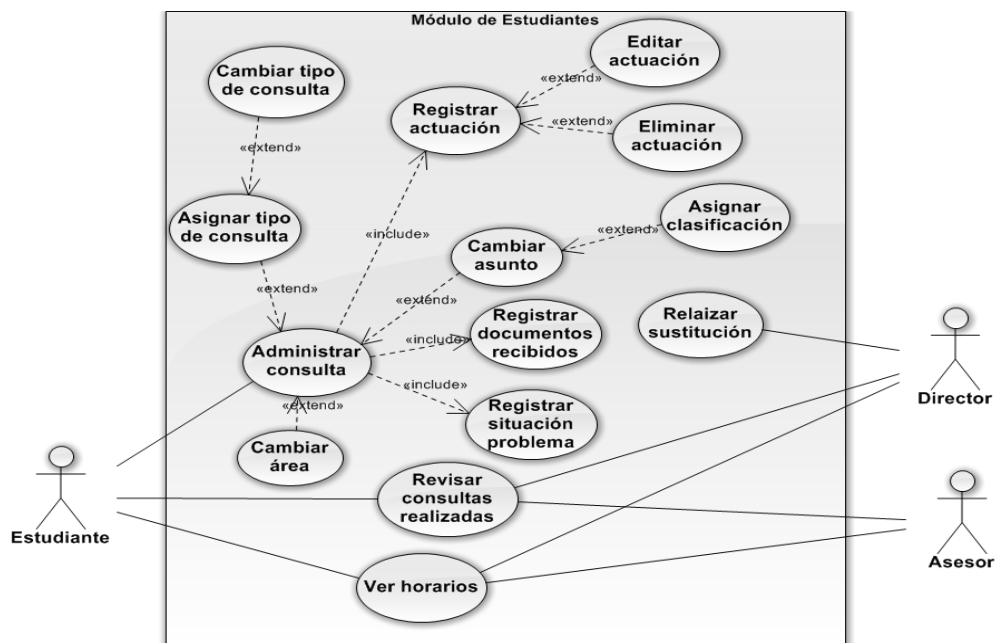 Módulo de Estudiantes
Editar
actuación
Cambiar tipo
de consulta
«extend»
Registrar
actuación
«extend»
Eliminar
actuación
«extend»
Asignar tipo
de consulta
Asignar
clasificación
«extend»
«include»
Cambiar
asunto
«extend»
«extend»
Registrar
documentos
recibidos
Relaizar
sustitución
«include»
Administrar
consulta
«include»
Registrar
situación
problema
«extend»
Cambiar
área
Director
Revisar
consultas
realizadas
Estudiante
Asesor
Ver horarios